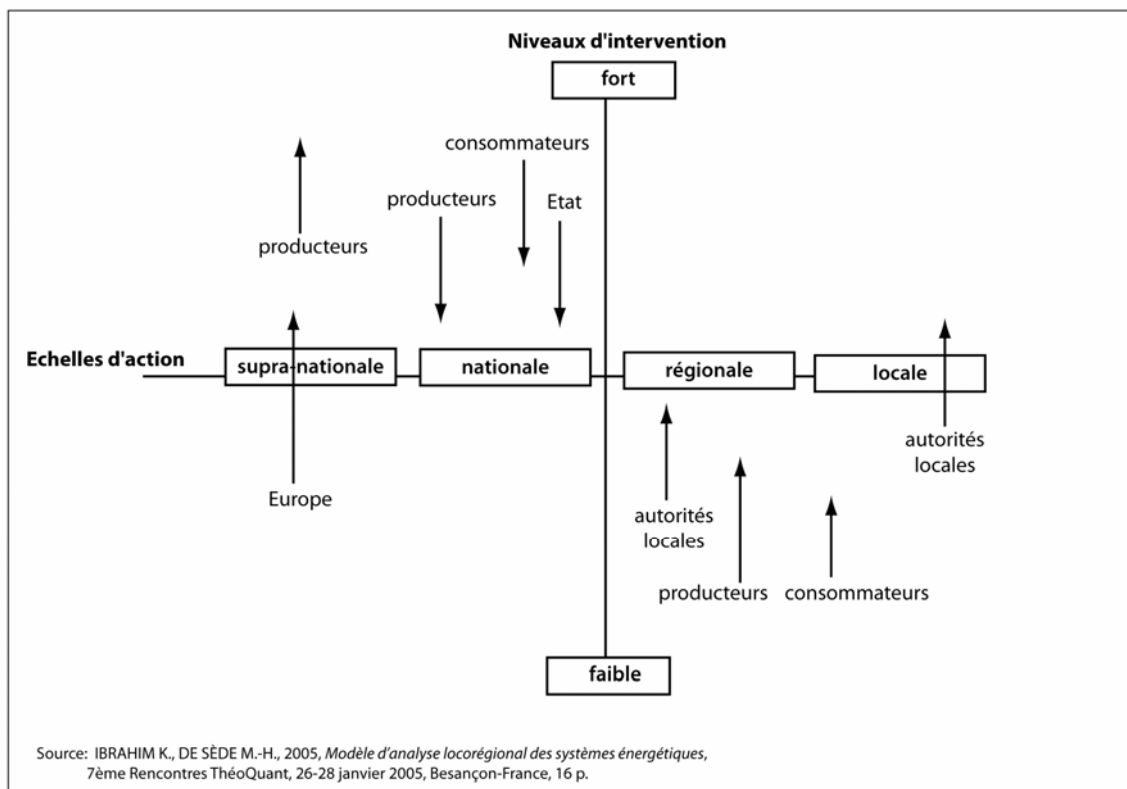 Niveaux d'intervention
fort
consommateurs
producteurs
Etat
producteurs
Echelles d'action
supra-nationale
nationale
régionale
locale
autorités
locales
Europe
autorités
locales
producteurs
consommateurs
faible
Source: IBRAHIM K., DE SÈDE M.-H., 2005, Modèle d'analyse locorégional des systèmes énergétiques,
7ème Rencontres ThéoQuant, 26-28 janvier 2005, Besançon-France, 16 p.